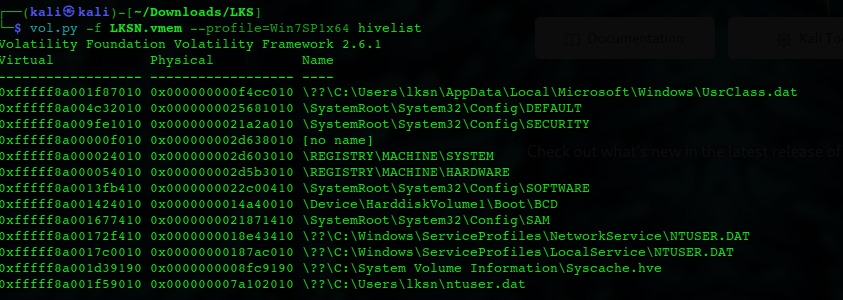 ┌──(kali㉿kali)-[~/Downloads/LKS]
└─$ vol.py -f LKSN.vmem --profile=Win7SP1x64 hivelist
Volatility Foundation Volatility Framework 2.6.1
Virtual Physical Name
------------------ ------------------ ----
0xfffff8a001f87010 0x000000000f4cc010 \??\C:\Users\lksn\AppData\Local\Microsoft\Windows\UsrClass.dat
0xfffff8a004c32010 0x0000000025681010 \SystemRoot\System32\Config\DEFAULT
0xfffff8a009fe1010 0x0000000021a2a010 \SystemRoot\System32\Config\SECURITY
0xfffff8a00000f010 0x000000002d638010 [no name]
0xfffff8a000024010 0x000000002d603010 \REGISTRY\MACHINE\SYSTEM
0xfffff8a000054010 0x000000002d5b3010 \REGISTRY\MACHINE\HARDWARE
0xfffff8a0013fb410 0x0000000022c00410 \SystemRoot\System32\Config\SOFTWARE
0xfffff8a001424010 0x0000000014a40010 \Device\HarddiskVolume1\Boot\BCD
0xfffff8a001677410 0x0000000021871410 \SystemRoot\System32\Config\SAM
0xfffff8a00172f410 0x0000000018e43410 \??\C:\Windows\ServiceProfiles\NetworkService\NTUSER.DAT
0xfffff8a0017c0010 0x00000000187ac010 \??\C:\Windows\ServiceProfiles\LocalService\NTUSER.DAT
0xfffff8a001d39190 0x0000000008fc9190 \??\C:\System Volume Information\Syscache.hve
0xfffff8a001f59010 0x000000007a102010 \??\C:\Users\lksn\ntuser.dat
Documentation
Kali To
Check out what's new in the latest release of